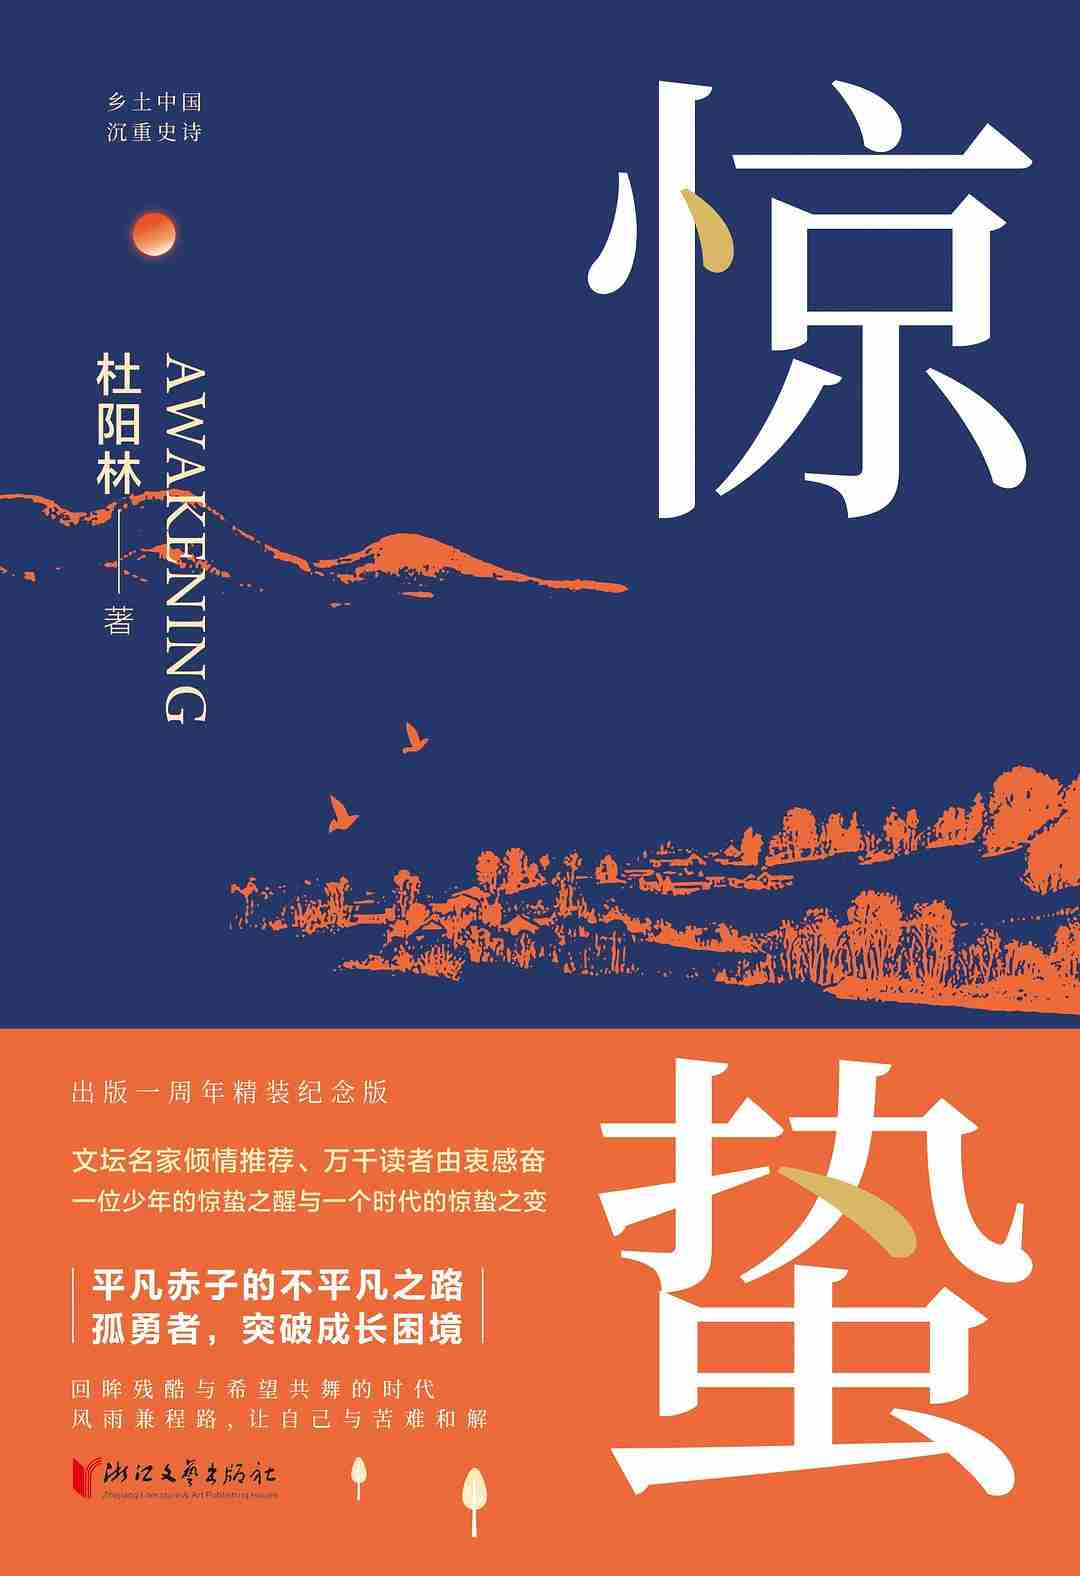 乡土中国
沉重史诗
惊蛰
AWAKENING
杜阳林
著
出版一周年精装纪念版
文坛名家倾情推荐、万千读者由衷感奋
一位少年的惊蛰之醒与一个时代的惊蛰之变
平凡赤子的不平凡之路
孤勇者，突破成长困境
回眸残酷与希望共舞的时代
风雨兼程路，让自己与苦难和解
浙江文艺出版社
Zhejiang Literature & Art Publishing House